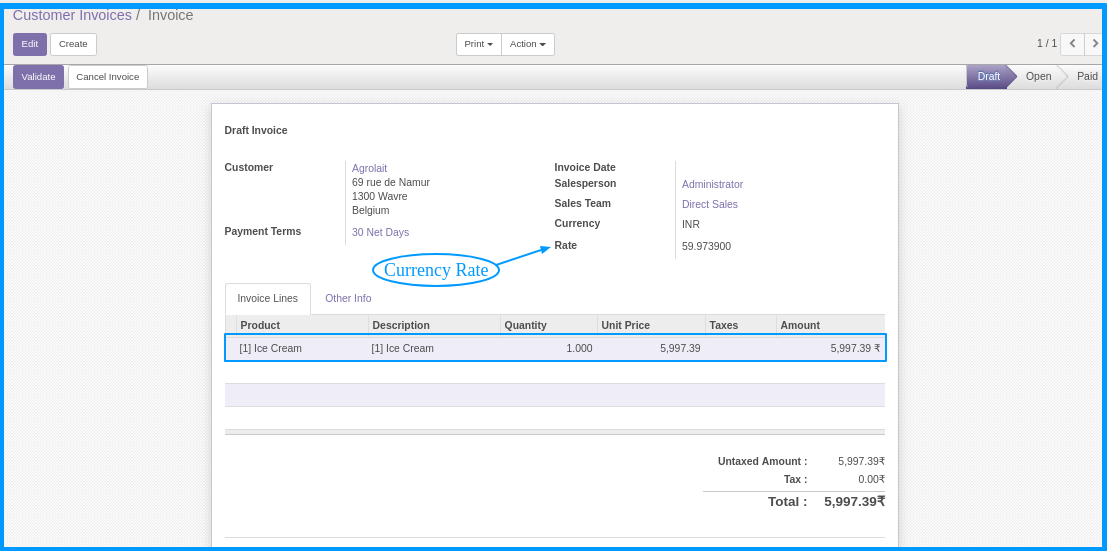 Customer Invoices / Invoice
Edit Create Print Action 1 / 1
Validate Cancel Invoice Draft Open Paid
Draft Invoice
Customer Agrolait
69 rue de Namur
1300 Wavre
Belgium
Payment Terms 30 Net Days
Invoice Date
Salesperson Administrator
Sales Team Direct Sales
Currency INR
Rate 59.973900
Currency Rate
Invoice Lines Other Info
Product Description Quantity Unit Price Taxes Amount
[1] Ice Cream [1] Ice Cream 1.000 5,997.39 5,997.39 ₹
Untaxed Amount : 5,997.39₹
Tax : 0.00₹
Total : 5,997.39₹